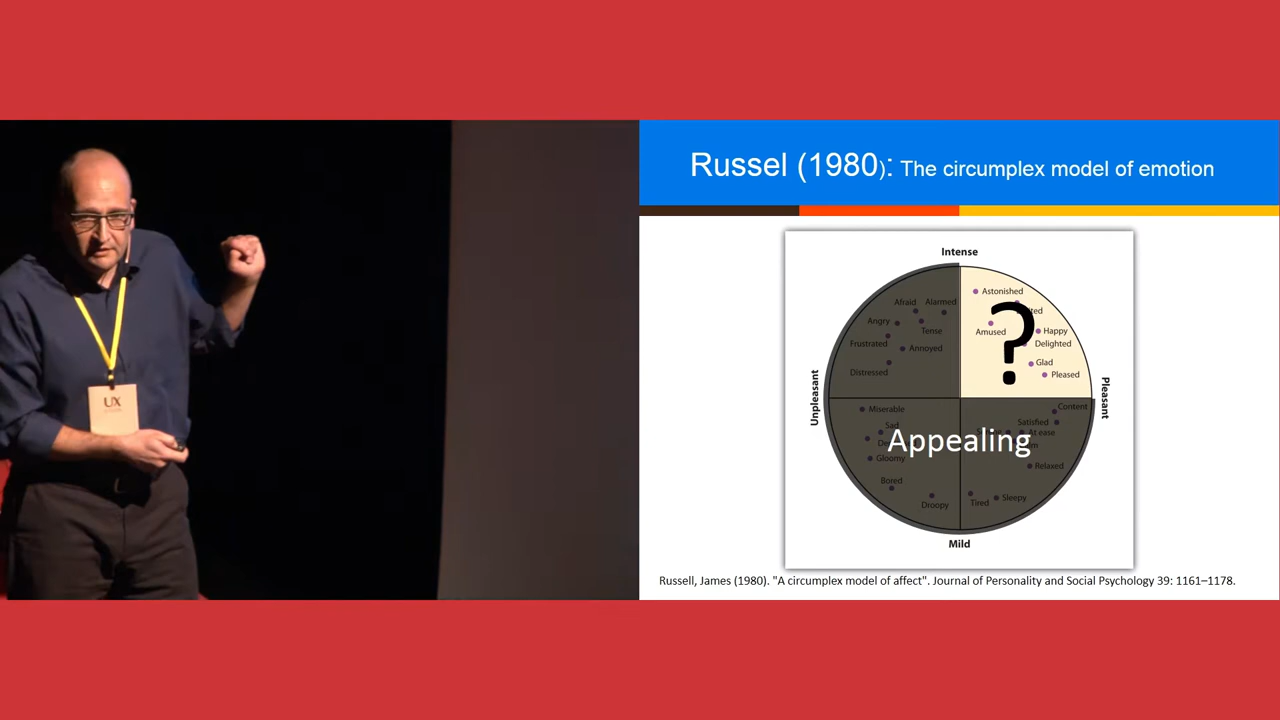 Russel (1980): The circumplex model of emotion
Intense
Astonished
Afraid Alarmed
Angry
Tense
Amused
Happy
Frustrated
Annoyed
Delighted
?
Glad
Distressed
Pleased
Unpleasant
Pleasant
Miserable
Content
Sad
Satisfied
At ease
Appealing
Gloomy
Relaxed
Bored
Droopy
Tired
Sleepy
Mild
Russell, James (1980). "A circumplex model of affect". Journal of Personality and Social Psychology 39: 1161–1178.
UX